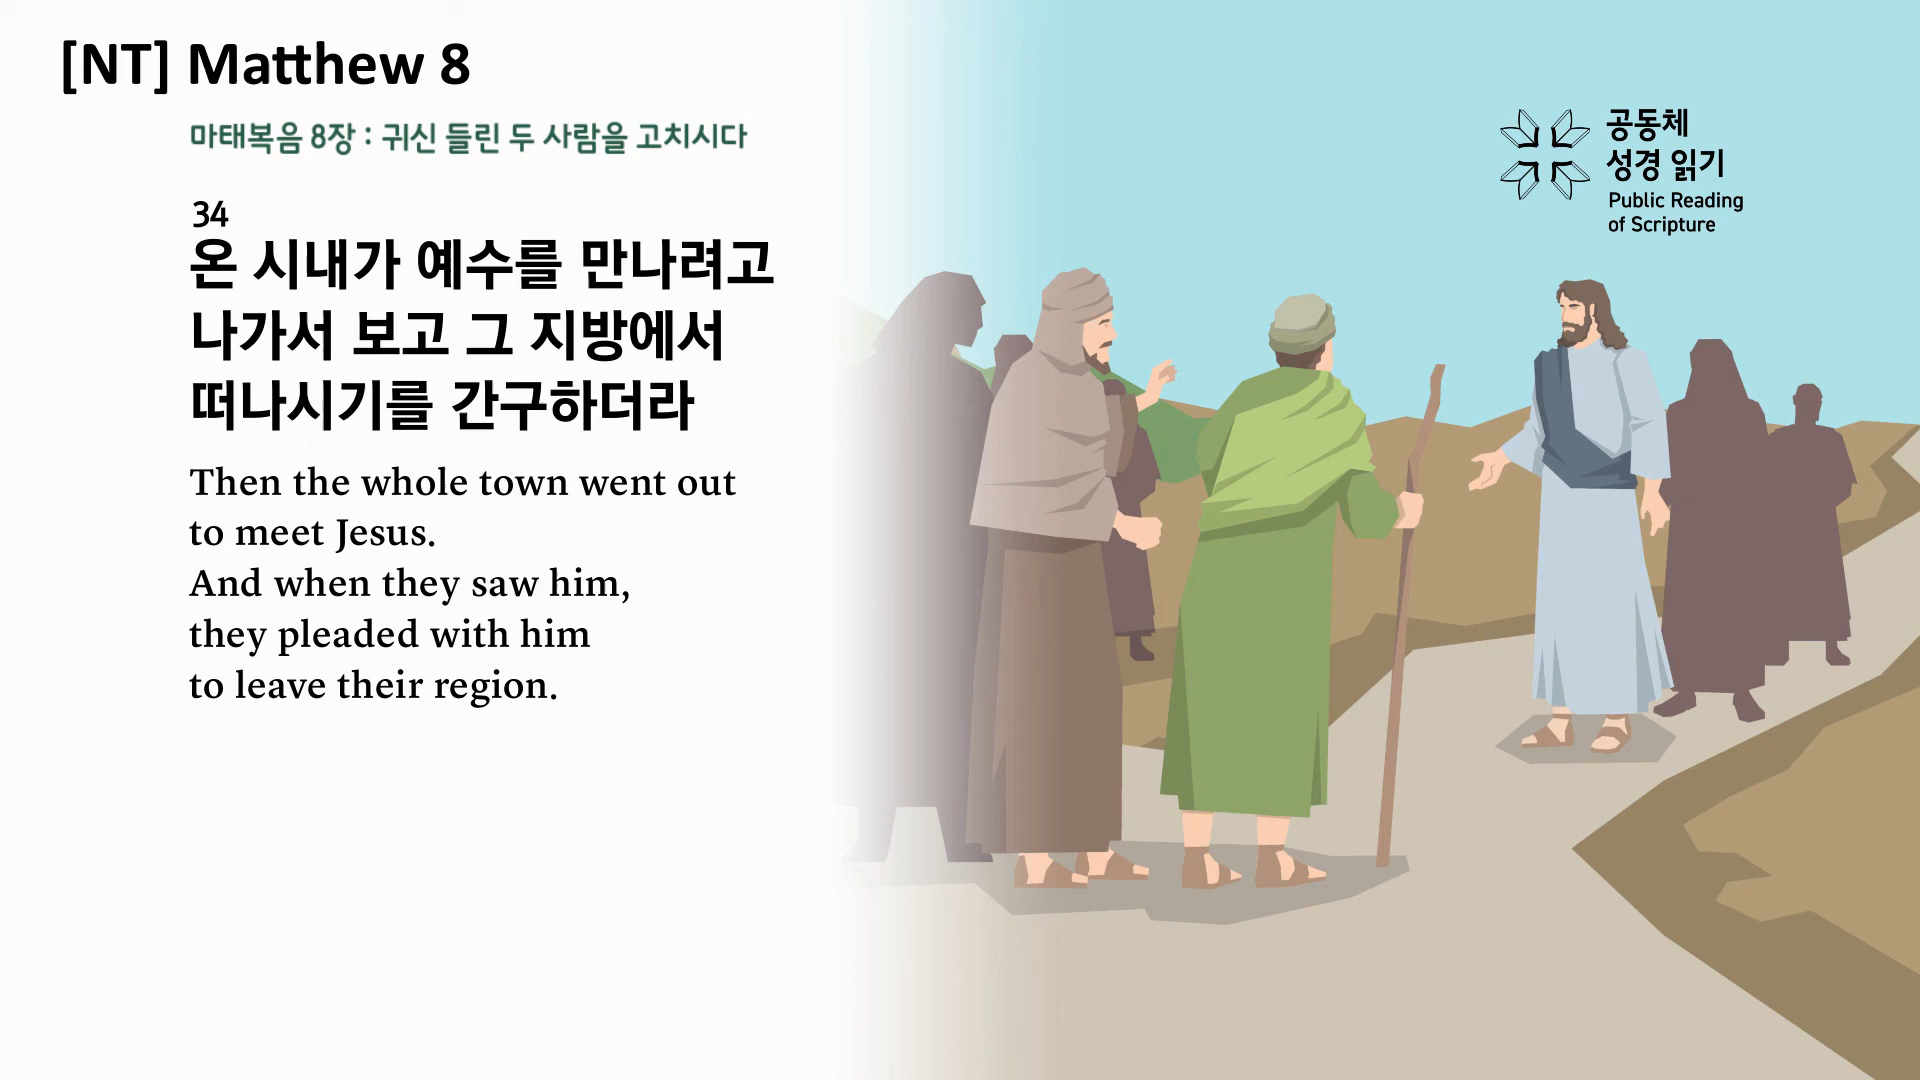 [NT] Matthew 8
마태복음 8장 : 귀신 들린 두 사람을 고치시다
34
온 시내가 예수를 만나려고
나가서 보고 그 지방에서
떠나시기를 간구하더라
Then the whole town went out
to meet Jesus.
And when they saw him,
they pleaded with him
to leave their region.
공동체
성경 읽기
Public Reading
of Scripture